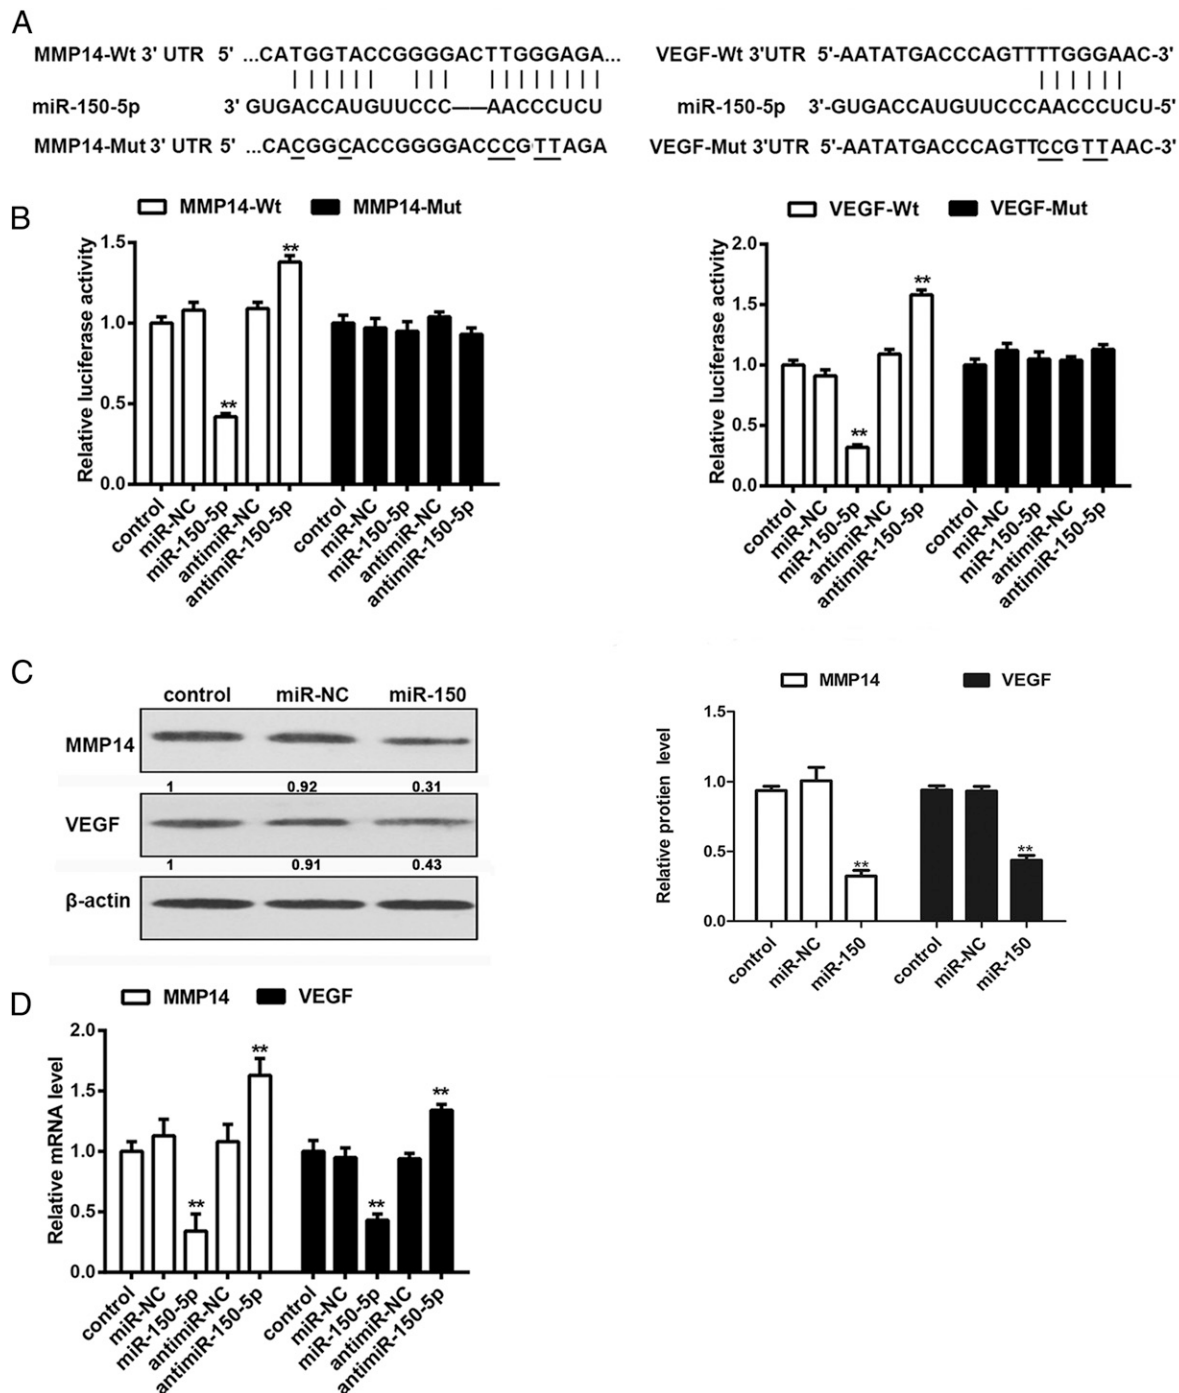 A
MMP14-Wt 3' UTR 5' ...CATGGTACCGGGGACTTGGGAGA...
miR-150-5p 3' GUGACCAUGUUCCC——AACCCUCU
MMP14-Mut 3' UTR 5' ...CACGGCACCGGGGACCCGTTAGA
VEGF-Wt 3'UTR 5'-AATATGACCCAGTTTTGGGAAC-3'
miR-150-5p 3'-GUGACCAUGUUCCCAACCCUCU-5'
VEGF-Mut 3'UTR 5'-AATATGACCCAGTTCCGTTAAC-3'
B
MMP14-Wt MMP14-Mut
Relative luciferase activity
1.5
1.0
0.5
0.0
**
**
control
miR-NC
miR-150-5p
antimiR-NC
antimiR-150-5p
control
miR-NC
miR-150-5p
antimiR-NC
antimiR-150-5p
VEGF-Wt VEGF-Mut
Relative luciferase activity
2.0
1.5
1.0
0.5
0.0
**
**
control
miR-NC
miR-150-5p
antimiR-NC
antimiR-150-5p
control
miR-NC
miR-150-5p
antimiR-NC
antimiR-150-5p
C
control miR-NC miR-150
MMP14
1 0.92 0.31
VEGF
1 0.91 0.43
β-actin
MMP14 VEGF
Relative protien level
1.5
1.0
0.5
0.0
**
**
control
miR-NC
miR-150
control
miR-NC
miR-150
D
MMP14 VEGF
Relative mRNA level
2.0
1.5
1.0
0.5
0.0
**
**
**
**
control
miR-NC
miR-150-5p
antimiR-NC
antimiR-150-5p
control
miR-NC
miR-150-5p
antimiR-NC
antimiR-150-5p